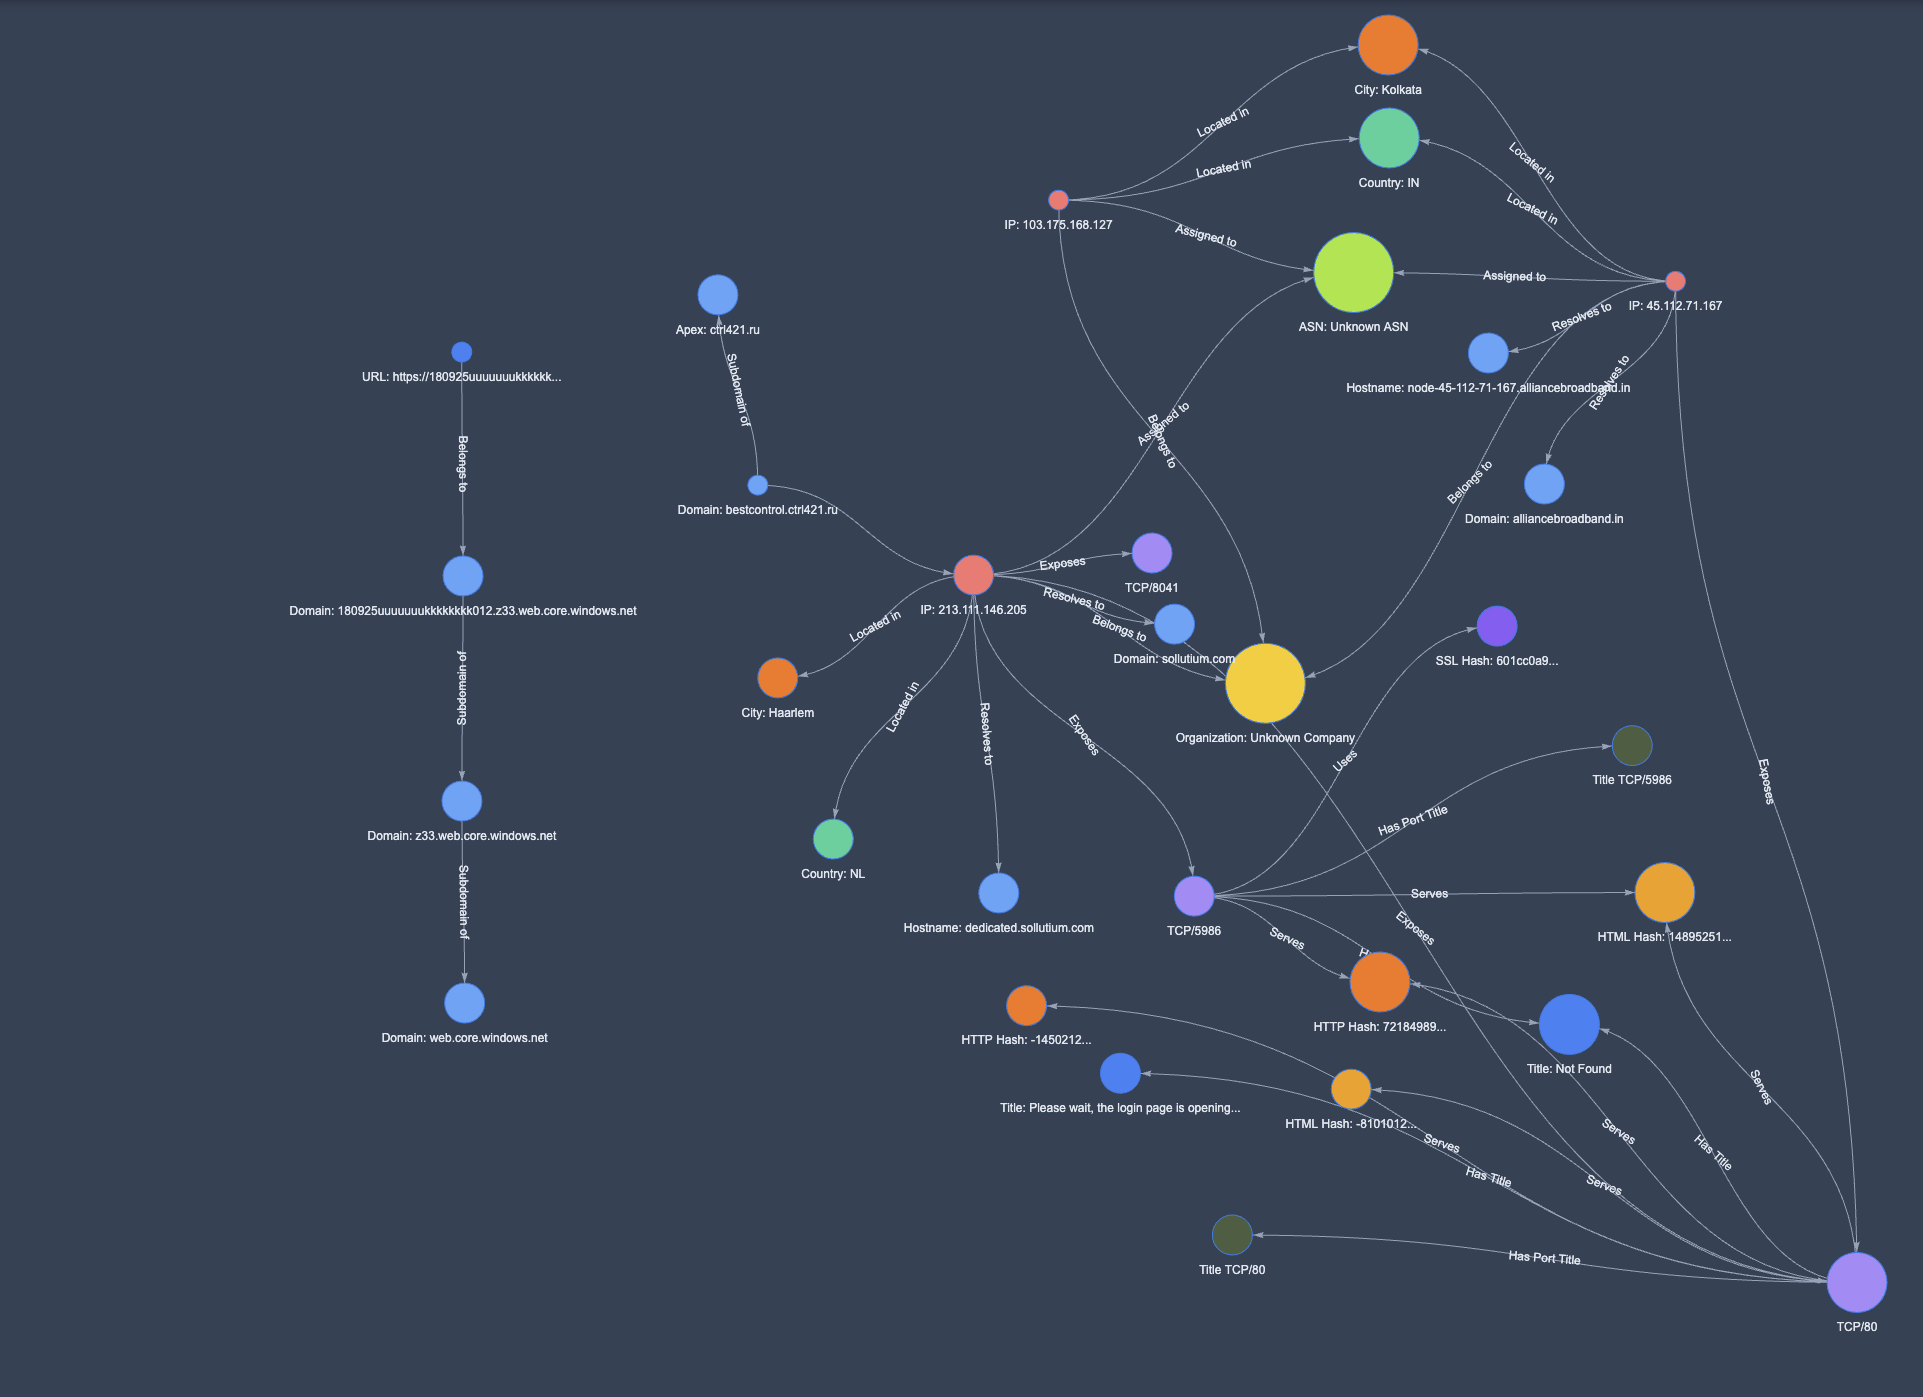 City: Kolkata
Located in
Located in
Country: IN
Located in
Located in
IP: 103.175.168.127
Assigned to
Assigned to
ASN: Unknown ASN
IP: 45.112.71.167
Resolves to
Apex: ctrl421.ru
URL: https://180925uuuuuuukkkkkk...
Subdomain of
Hostname: node-45-112-71-167.alliancebroadband.in
Resolves to
Assigned to
Belongs to
Belongs to
Belongs to
Domain: bestcontrol.ctrl421.ru
Domain: alliancebroadband.in
Exposes
TCP/8041
Resolves to
Belongs to
IP: 213.111.146.205
Domain: 180925uuuuuuukkkkkkkk012.z33.web.core.windows.net
Located in
Domain: sollutium.com
SSL Hash: 601cc0a9...
Subdomain of
City: Haarlem
Located in
Resolves to
Exposes
Organization: Unknown Company
Uses
Title TCP/5986
Exposes
Has Port Title
Domain: z33.web.core.windows.net
Country: NL
Serves
Subdomain of
Hostname: dedicated.sollutium.com
TCP/5986
Serves
Exposes
HTML Hash: 14895251...
HTTP Hash: 72184989...
Domain: web.core.windows.net
HTTP Hash: -1450212...
Title: Not Found
Serves
Title: Please wait, the login page is opening...
HTML Hash: -8101012...
Serves
Serves
Has Title
Has Title
Serves
Has Port Title
Title TCP/80
TCP/80